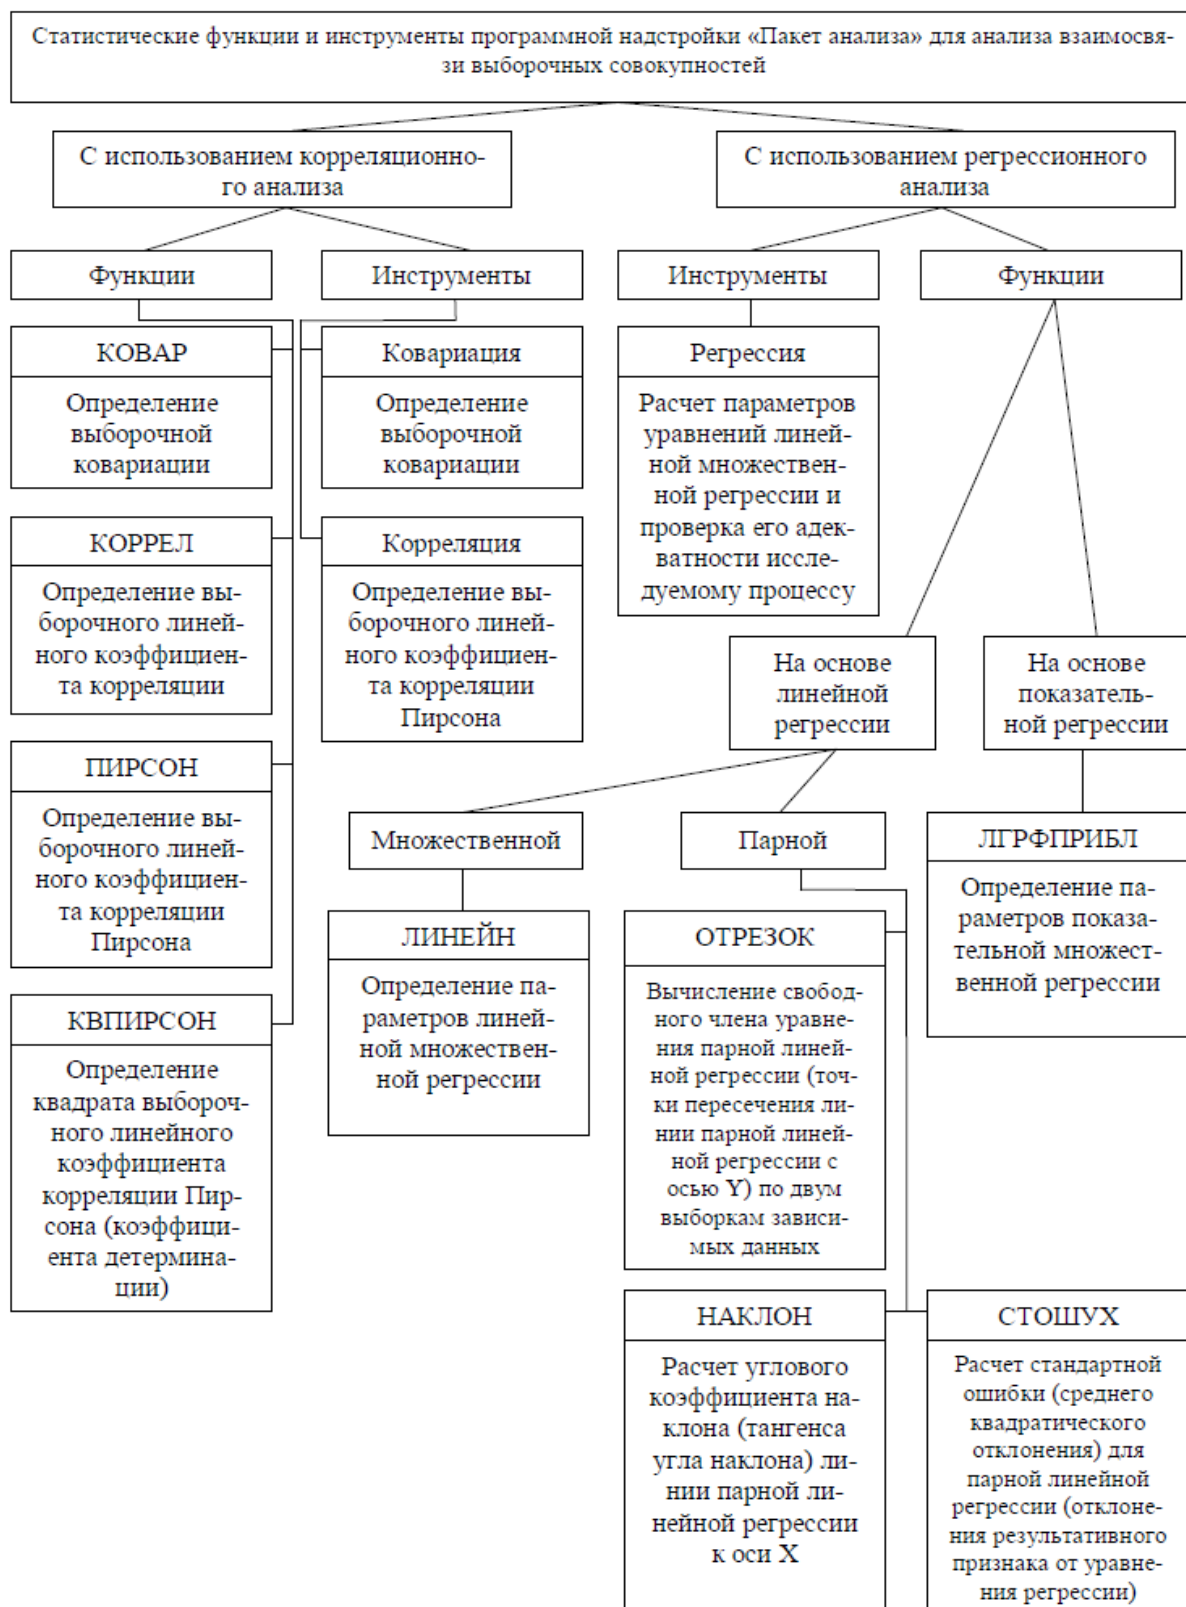 Статистические функции и инструменты программной надстройки «Пакет анализа» для анализа взаимосвя-
зи выборочных совокупностей
С использованием корреляционно-
го анализа
С использованием регрессионного
анализа
Функции
Инструменты
Инструменты
Функции
КОВАР
Определение
выборочной
ковариации
Ковариация
Определение
выборочной
ковариации
Регрессия
Расчет параметров
уравнений линей-
ной множествен-
ной регрессии и
проверка его адек-
ватности иссле-
дуемому процессу
КОРРЕЛ
Определение вы-
борочного линей-
ного коэффициен-
та корреляции
Корреляция
Определение вы-
борочного линей-
ного коэффициен-
та корреляции
Пирсона
На основе
линейной
регрессии
На основе
показатель-
ной регрессии
ПИРСОН
Определение вы-
борочного линей-
ного коэффициен-
та корреляции
Пирсона
Множественной
Парной
ЛГРФПРИБЛ
Определение па-
раметров показа-
тельной множест-
венной регрессии
ЛИНЕЙН
Определение па-
раметров линей-
ной множествен-
ной регрессии
ОТРЕЗОК
Вычисление свобод-
ного члена уравне-
ния парной линей-
ной регрессии (точ-
ки пересечения ли-
нии парной линей-
ной регрессии с
осью Y) по двум
выборкам зависи-
мых данных
КВПИРСОН
Определение
квадрата выбороч-
ного линейного
коэффициента
корреляции Пир-
сона (коэффици-
ента детермина-
ции)
НАКЛОН
Расчет углового
коэффициента на-
клона (тангенса
угла наклона) ли-
нии парной ли-
нейной регрессии
к оси X
СТОШУХ
Расчет стандартной
ошибки (среднего
квадратического
отклонения) для
парной линейной
регрессии (отклоне-
ния результативного
признака от уравне-
ния регрессии)